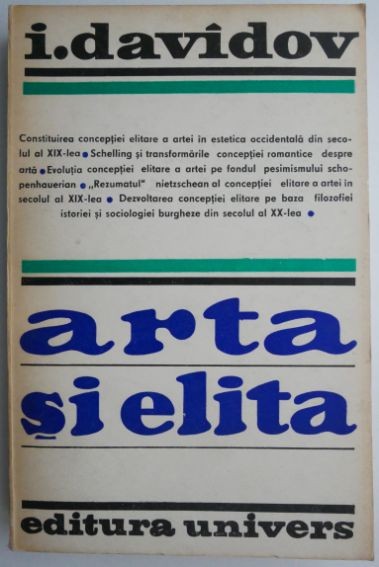 i.davîdov
Constituirea concepției elitare a artei în estetica occidentală din seco-
lul al XIX-lea ● Schelling și transformările concepției romantice despre
artă ● Evoluția concepției elitare a artei pe fondul pesimismului scho-
penhauerian ● „Rezumatul” nietzschean al concepției elitare a artei în
secolul al XIX-lea ● Dezvoltarea concepției elitare pe baza filozofiei
istoriei și sociologiei burgheze din secolul al XX-lea ●
arta
și elita
editura univers